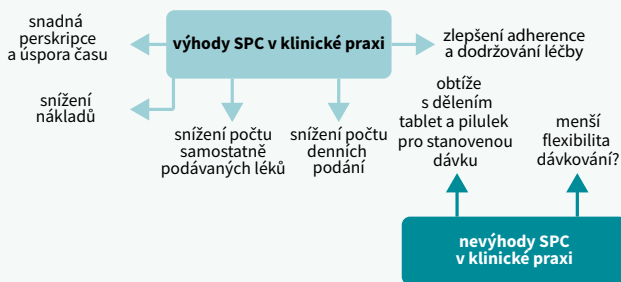 snadná
perskripce
a úspora času
výhody SPC v klinické praxi
zlepšení adherence
a dodržování léčby
snížení
nákladů
snížení počtu
samostatně
podávaných léků
snížení počtu
denních
podání
obtíže
s dělením
tablet a pilulek
pro stanovenou
dávku
menší
flexibilita
dávkování?
nevýhody SPC
v klinické praxi